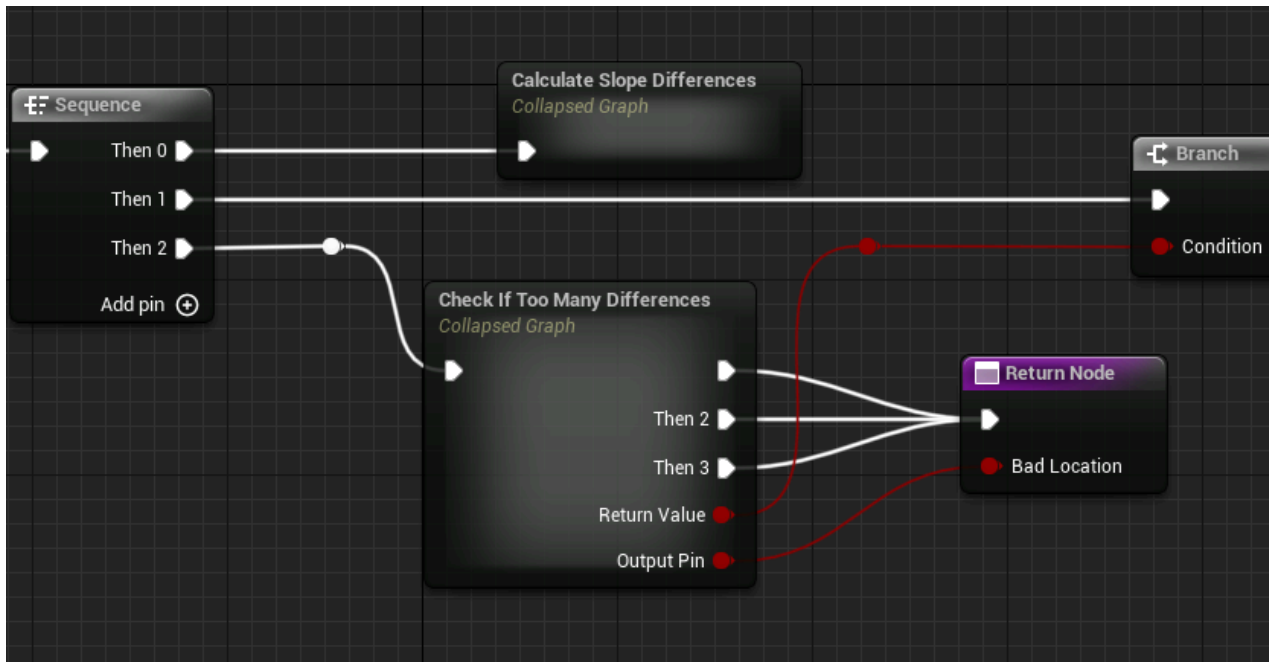 Sequence
Then 0
Then 1
Then 2
Add pin
Calculate Slope Differences
Collapsed Graph
Branch
Condition
Check If Too Many Differences
Collapsed Graph
Then 2
Then 3
Return Value
Output Pin
Return Node
Bad Location